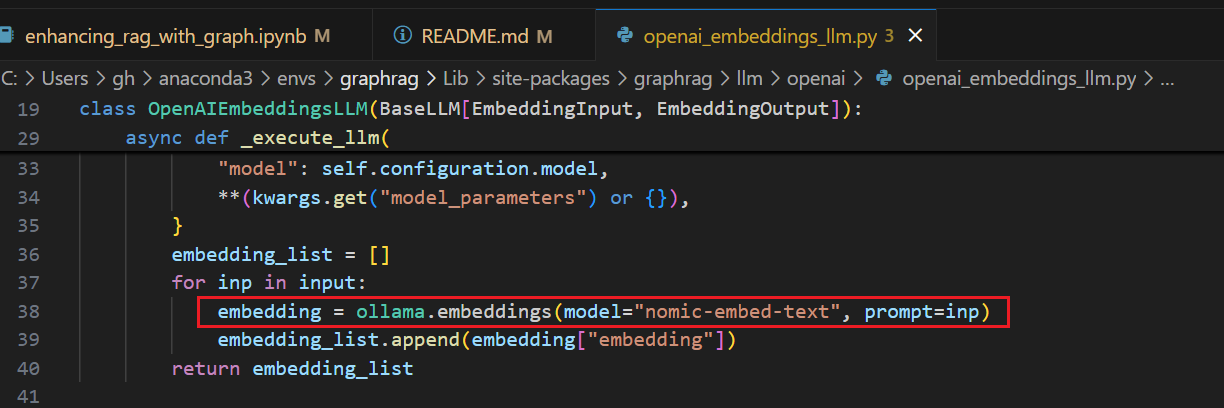 enhancing_rag_with_graph.ipynb M README.md M openai_embeddings_llm.py 3
C: > Users > gh > anaconda3 > envs > graphrag > Lib > site-packages > graphrag > llm > openai > openai_embeddings_llm.py > ...
19 class OpenAIEmbeddingsLLM(BaseLLM[EmbeddingInput, EmbeddingOutput]):
29 async def _execute_llm(
33 "model": self.configuration.model,
34 **(kwargs.get("model_parameters") or {}),
35 }
36 embedding_list = []
37 for inp in input:
38 embedding = ollama.embeddings(model="nomic-embed-text", prompt=inp)
39 embedding_list.append(embedding["embedding"])
40 return embedding_list
41